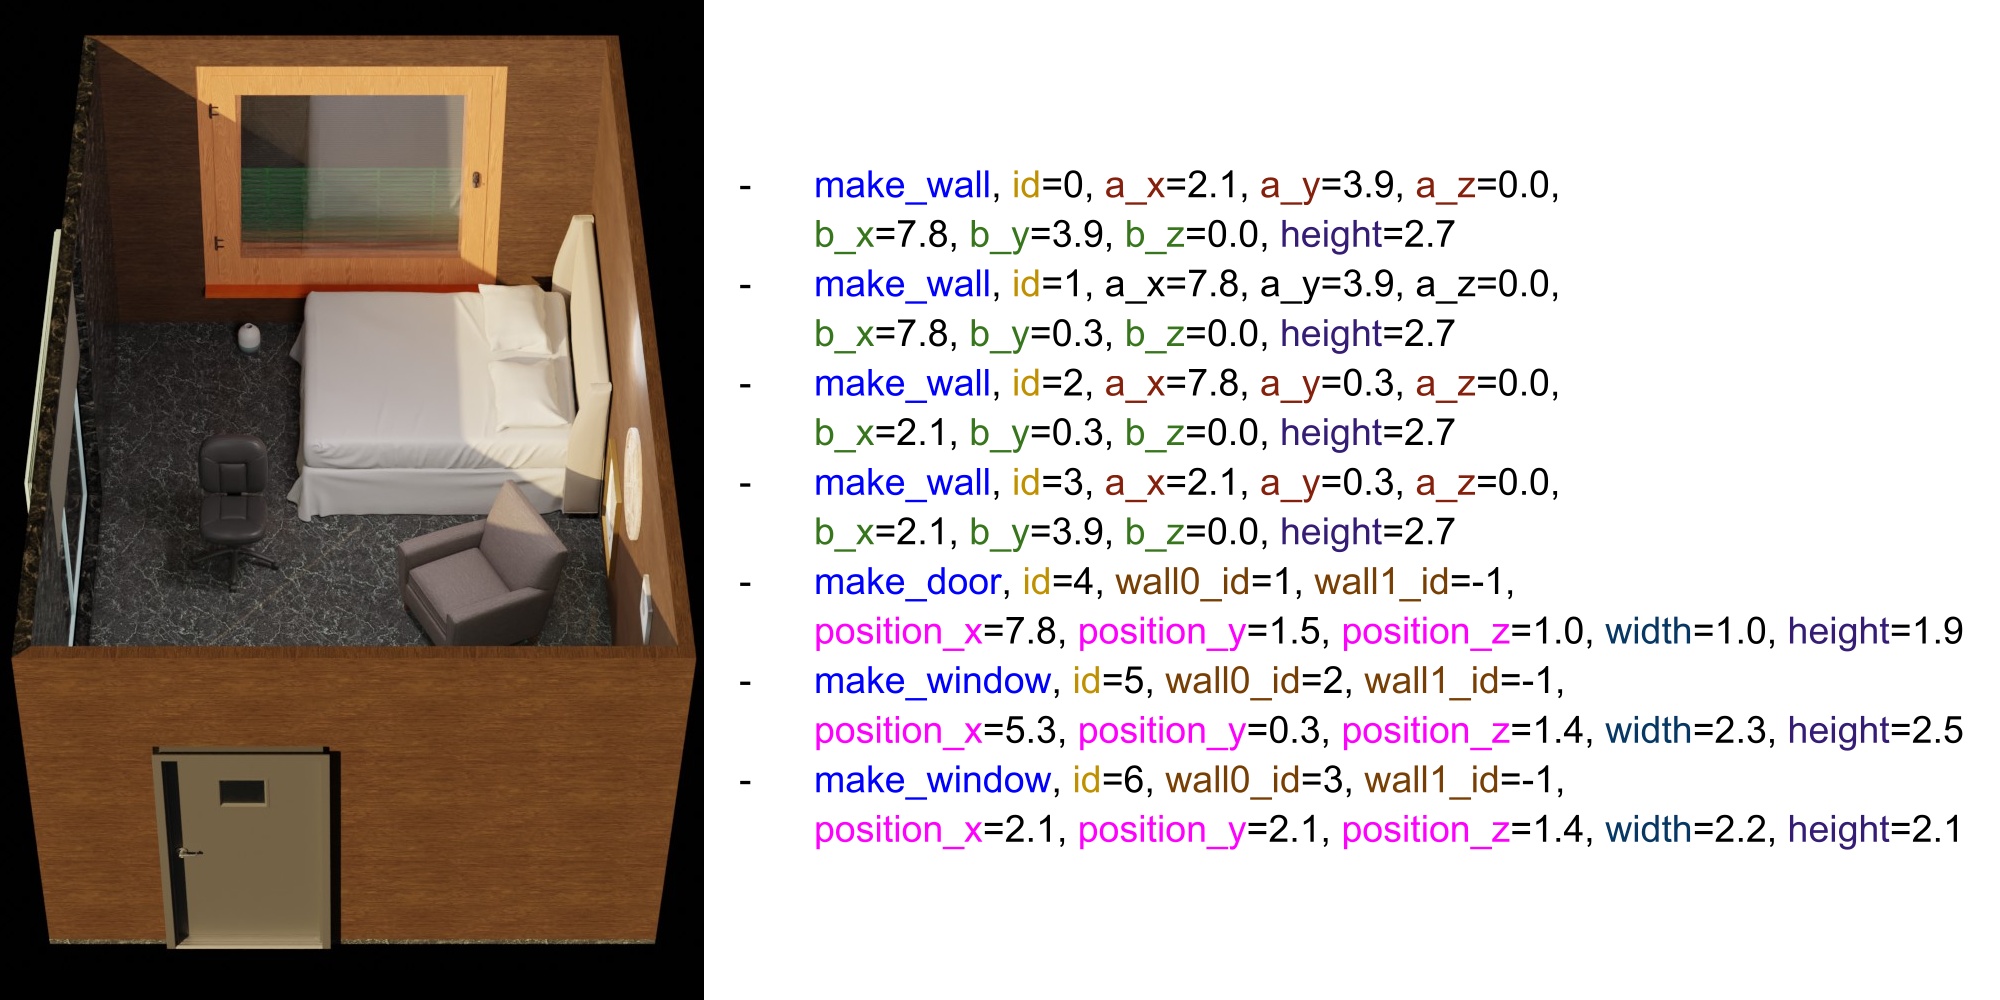 - make_wall, id=0, a_x=2.1, a_y=3.9, a_z=0.0,
b_x=7.8, b_y=3.9, b_z=0.0, height=2.7
- make_wall, id=1, a_x=7.8, a_y=3.9, a_z=0.0,
b_x=7.8, b_y=0.3, b_z=0.0, height=2.7
- make_wall, id=2, a_x=7.8, a_y=0.3, a_z=0.0,
b_x=2.1, b_y=0.3, b_z=0.0, height=2.7
- make_wall, id=3, a_x=2.1, a_y=0.3, a_z=0.0,
b_x=2.1, b_y=3.9, b_z=0.0, height=2.7
- make_door, id=4, wall0_id=1, wall1_id=-1,
position_x=7.8, position_y=1.5, position_z=1.0, width=1.0, height=1.9
- make_window, id=5, wall0_id=2, wall1_id=-1,
position_x=5.3, position_y=0.3, position_z=1.4, width=2.3, height=2.5
- make_window, id=6, wall0_id=3, wall1_id=-1,
position_x=2.1, position_y=2.1, position_z=1.4, width=2.2, height=2.1